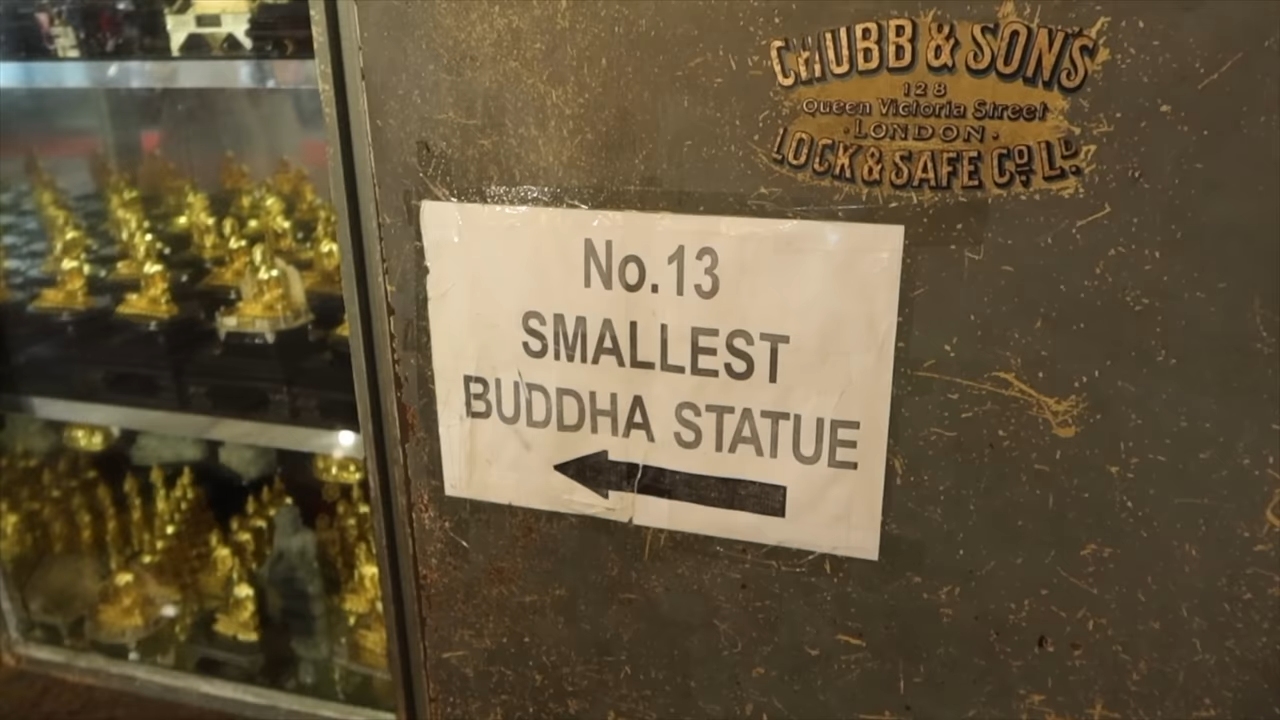 CHUBB & SONS
128
Queen Victoria Street
·LONDON·
LOCK & SAFE Co. LD.
No.13
SMALLEST
BUDDHA STATUE